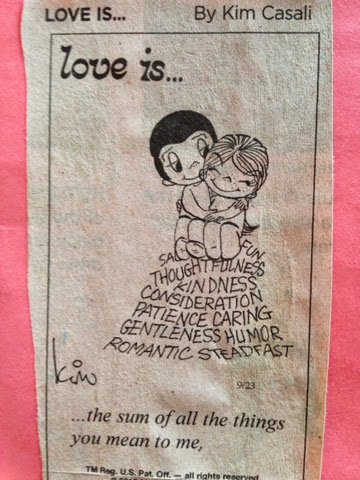 LOVE IS... By Kim Casali
love is...
FUN
THOUGHTFULNESS
KINDNESS
CONSIDERATION
PATIENCE CARING
GENTLENESS HUMOR
ROMANTIC STEADFAST
kim
9/23
...the sum of all the things
you mean to me,
TM Reg. U.S. Pat. Off. — all rights reserved